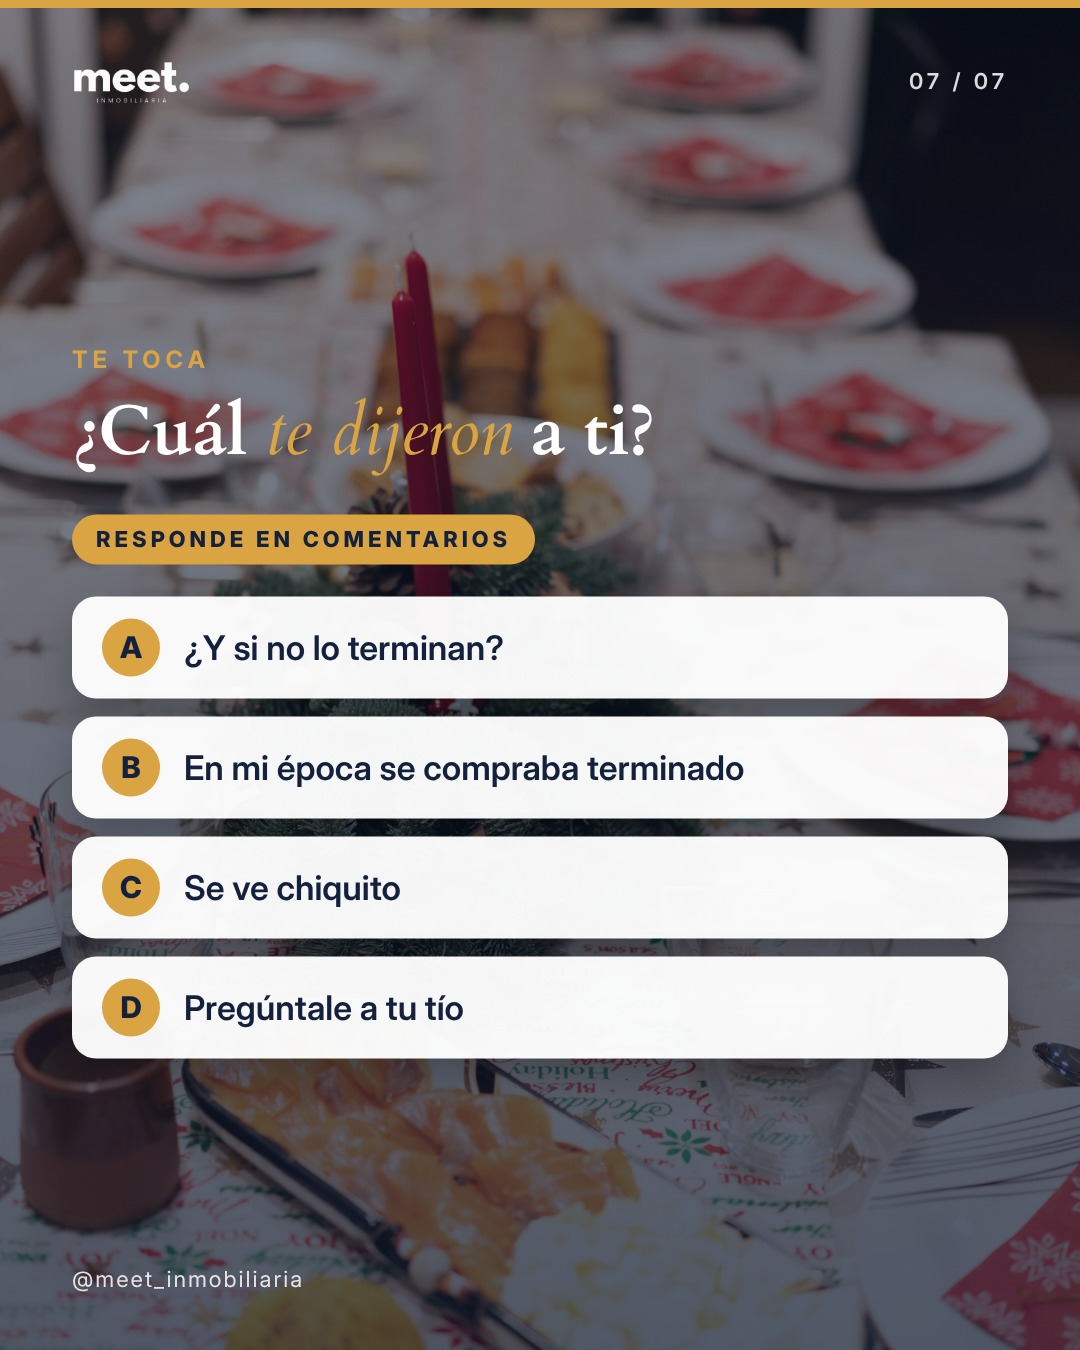 meet.
INMOBILIARIA
07 / 07
TE TOCA
¿Cuál te dijeron a ti?
RESPONDE EN COMENTARIOS
A ¿Y si no lo terminan?
B En mi época se compraba terminado
C Se ve chiquito
D Pregúntale a tu tío
@meet_inmobiliaria